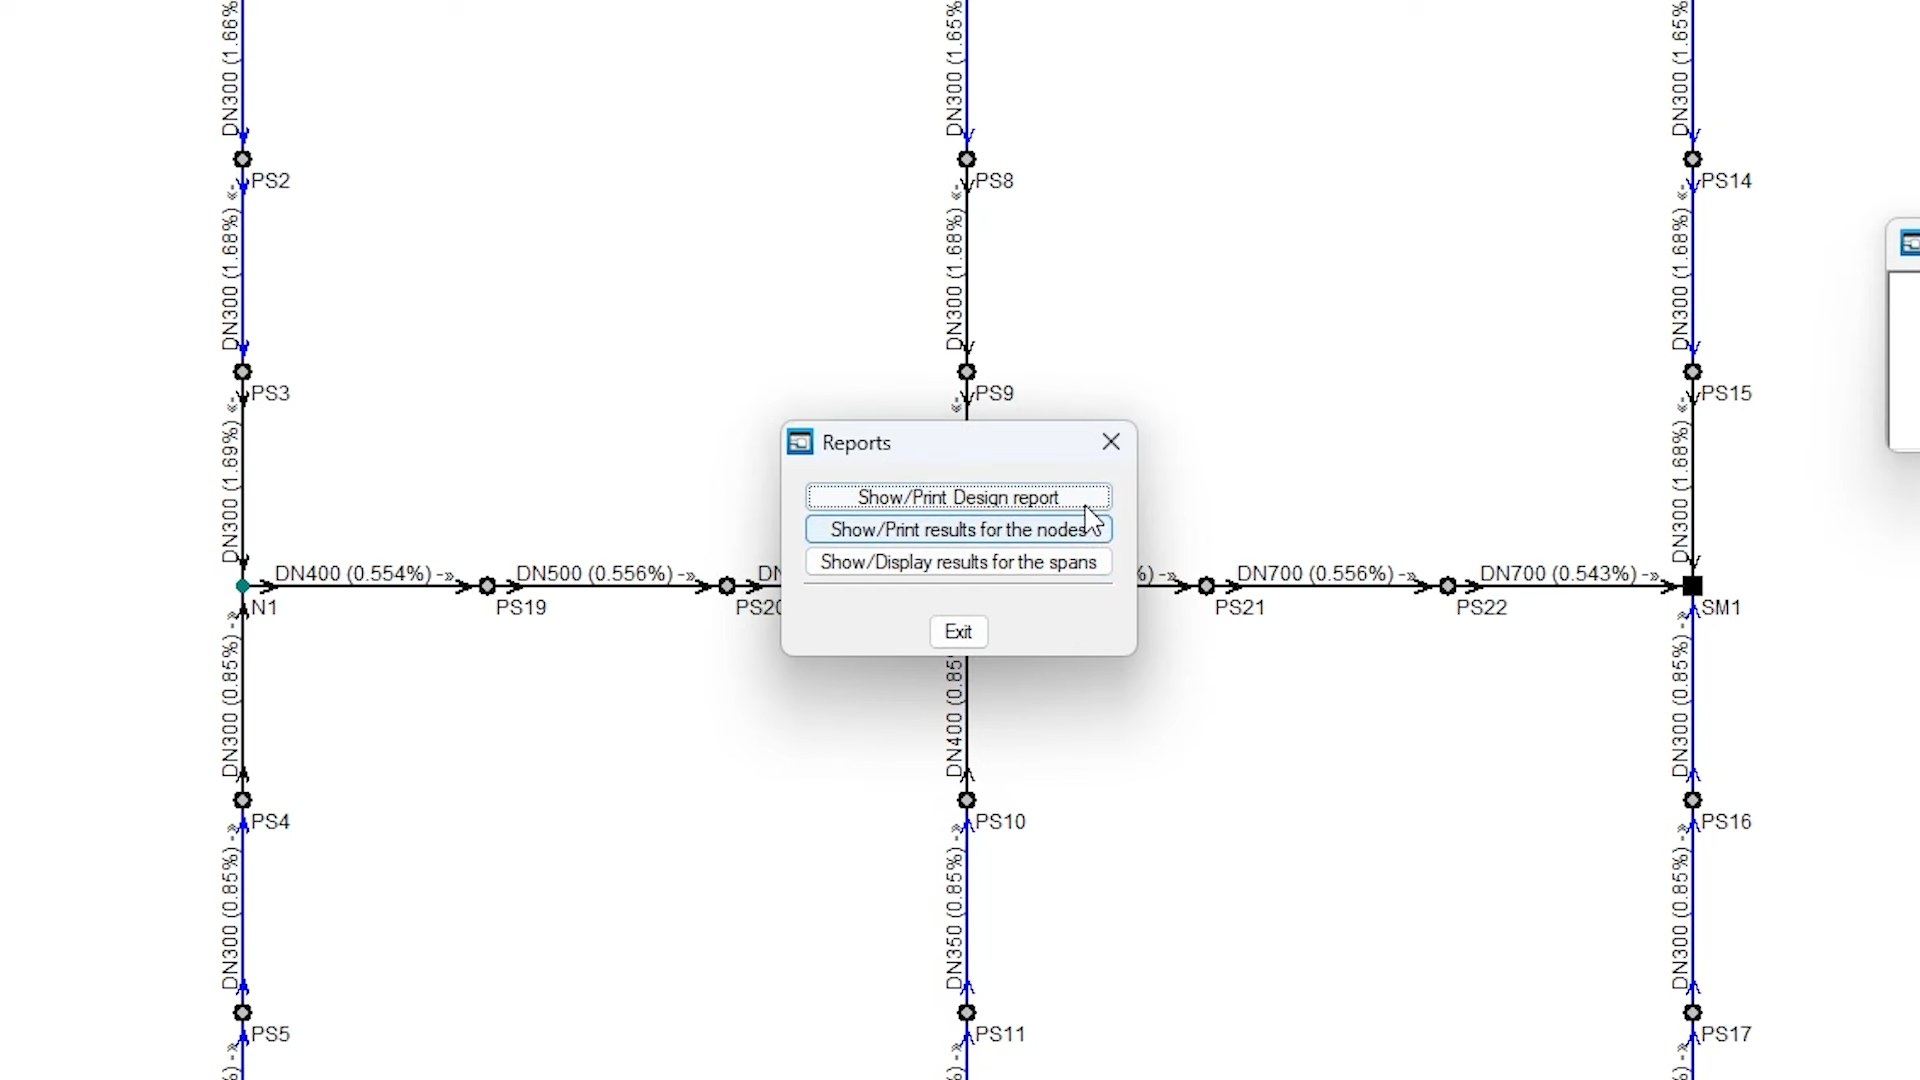 DN300 (1.66%
DN300 (1.65%
DN300 (1.65%
PS2
PS8
PS14
DN300 (1.68%) -»
DN300 (1.68%) -»
DN300 (1.68%) -»
PS3
PS9
PS15
Reports
Show/Print Design report
Show/Print results for the nodes
Show/Display results for the spans
Exit
DN300 (1.69%) -»
DN300 (1.68%) -»
DN400 (0.554%) -»
DN500 (0.556%) -»
DN
%) -»
DN700 (0.556%) -»
DN700 (0.543%) -»
N1
PS19
PS20
PS21
PS22
SM1
DN300 (0.85%) -»
DN400 (0.85%
DN300 (0.85%) -»
PS4
PS10
PS16
DN300 (0.85%) -»
DN350 (0.85%) -»
DN300 (0.85%) -»
PS5
PS11
PS17
%) -»
%) -»
%) -»